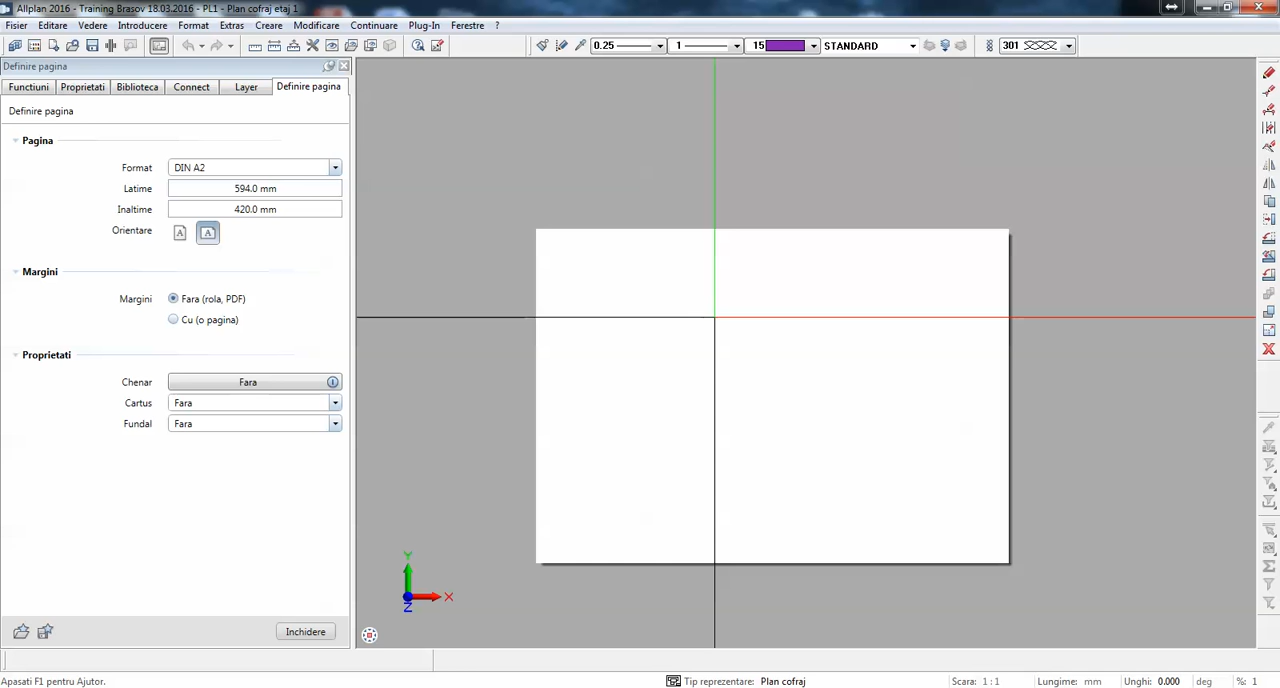 Allplan 2016 - Training Brasov 18.03.2016 - PL1 - Plan cofraj etaj 1
Fisier Editare Vedere Introducere Format Extras Creare Modificare Continuare Plug-In Ferestre ?
0.25 1 15 STANDARD 301
Definire pagina
Functiuni Proprietati Biblioteca Connect Layer Definire pagina
Definire pagina
Pagina
Format DIN A2
Latime 594.0 mm
Inaltime 420.0 mm
Orientare A A
Margini
Margini Fara (rola, PDF)
Cu (o pagina)
Proprietati
Chenar Fara
Cartus Fara
Fundal Fara
Y
X
Z
Inchidere
Apasati F1 pentru Ajutor. Tip reprezentare: Plan cofraj Scara: 1 : 1 Lungime: mm Unghi: 0.000 deg %: 1